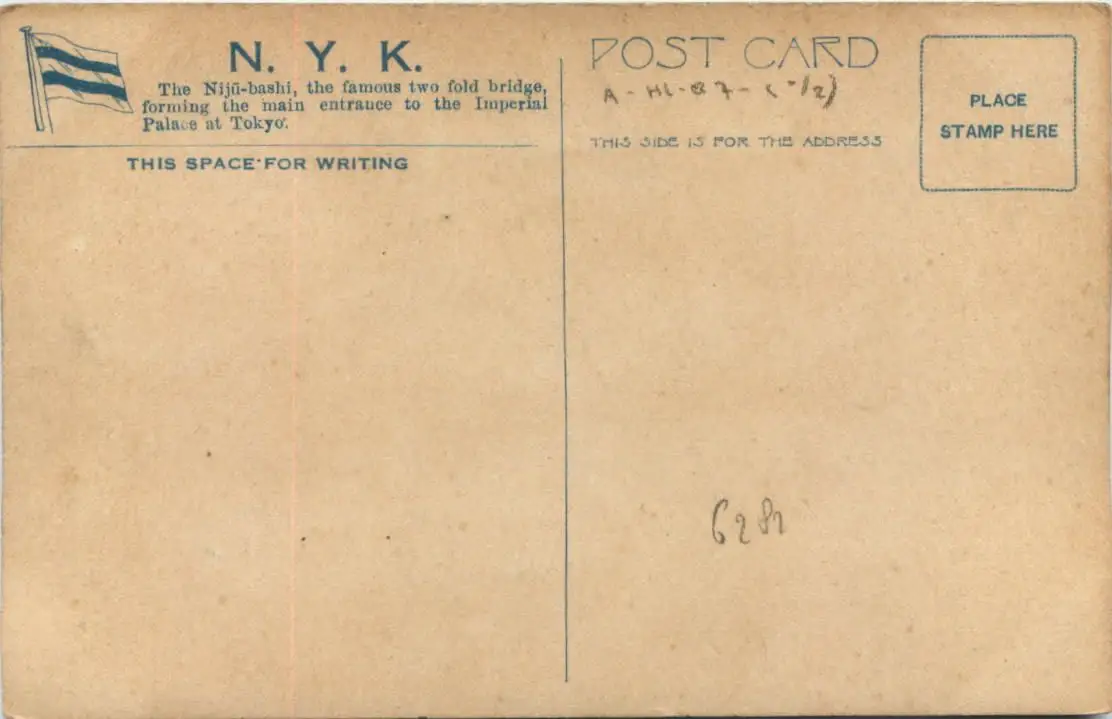 N. Y. K.
The Nijū-bashi, the famous two fold bridge,
forming the main entrance to the Imperial
Palace at Tokyo.
THIS SPACE FOR WRITING
POST CARD
THIS SIDE IS FOR THE ADDRESS
PLACE
STAMP HERE
6282